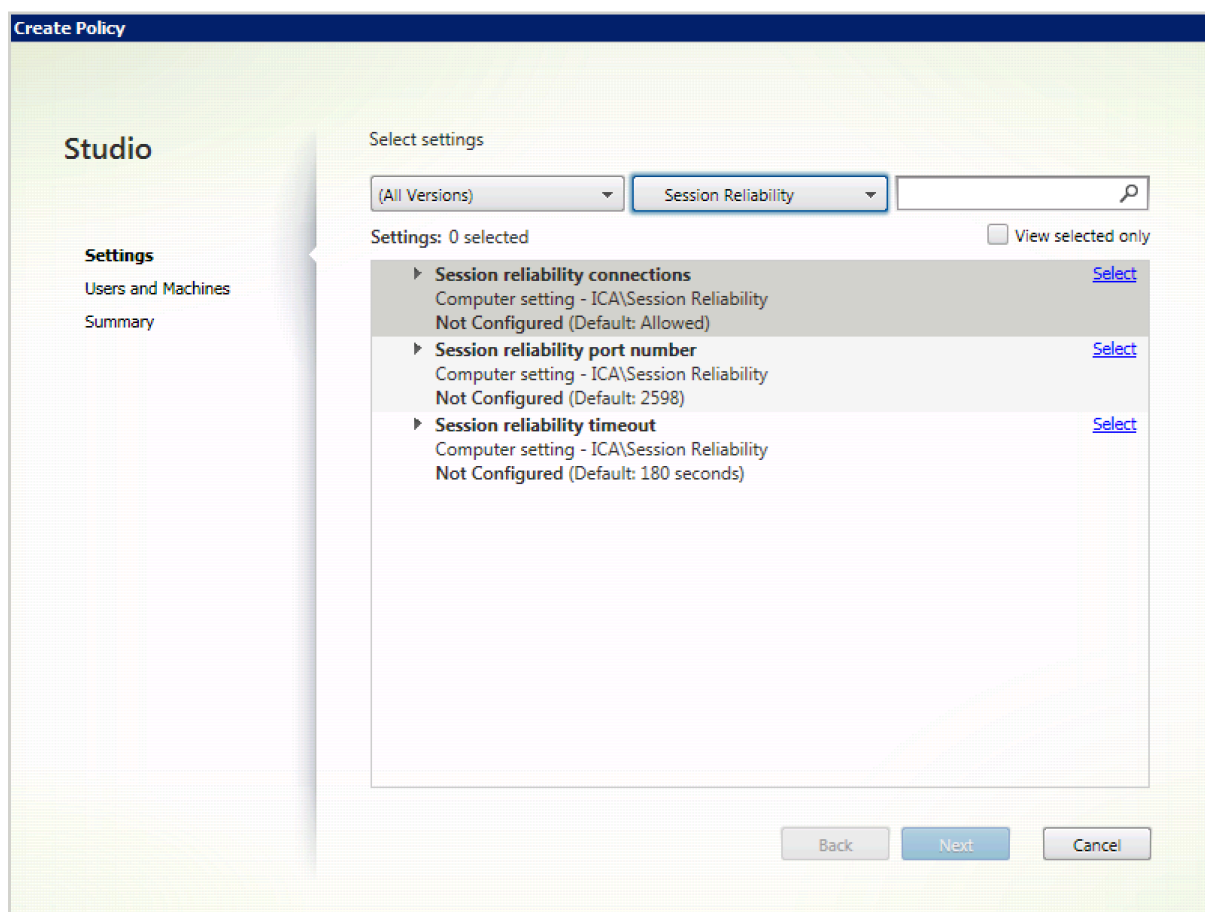 Create Policy
Studio
Settings
Users and Machines
Summary
Select settings
(All Versions)
Session Reliability
Settings: 0 selected
View selected only
Session reliability connections
Select
Computer setting - ICA\Session Reliability
Not Configured (Default: Allowed)
Session reliability port number
Select
Computer setting - ICA\Session Reliability
Not Configured (Default: 2598)
Session reliability timeout
Select
Computer setting - ICA\Session Reliability
Not Configured (Default: 180 seconds)
Back
Next
Cancel